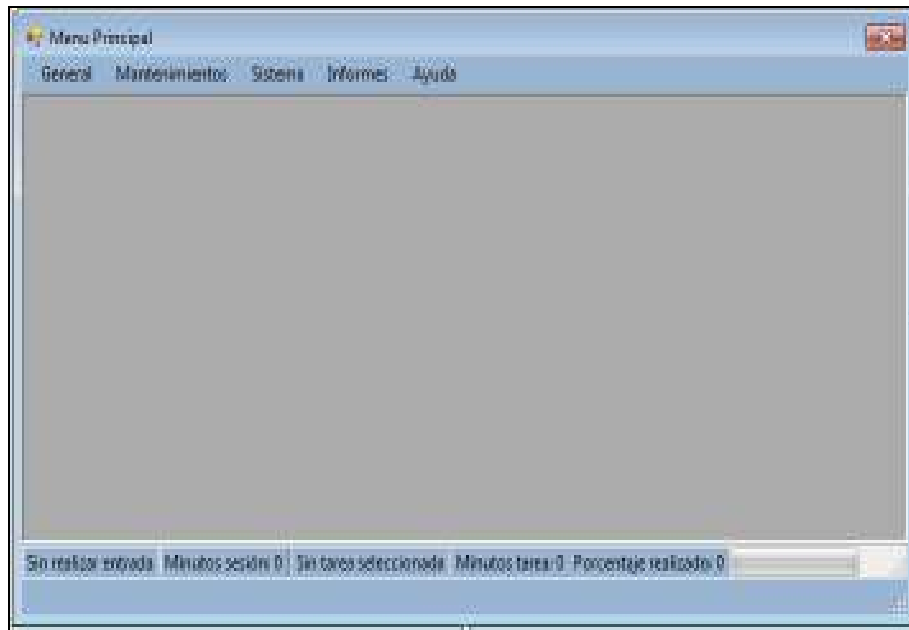 Menu Principal
General Mantenimientos Sistema Informes Ayuda
Sin realizar entrada Minutos sesión: 0 Sin tarea seleccionada Minutos tarea: 0 Porcentaje realizado: 0